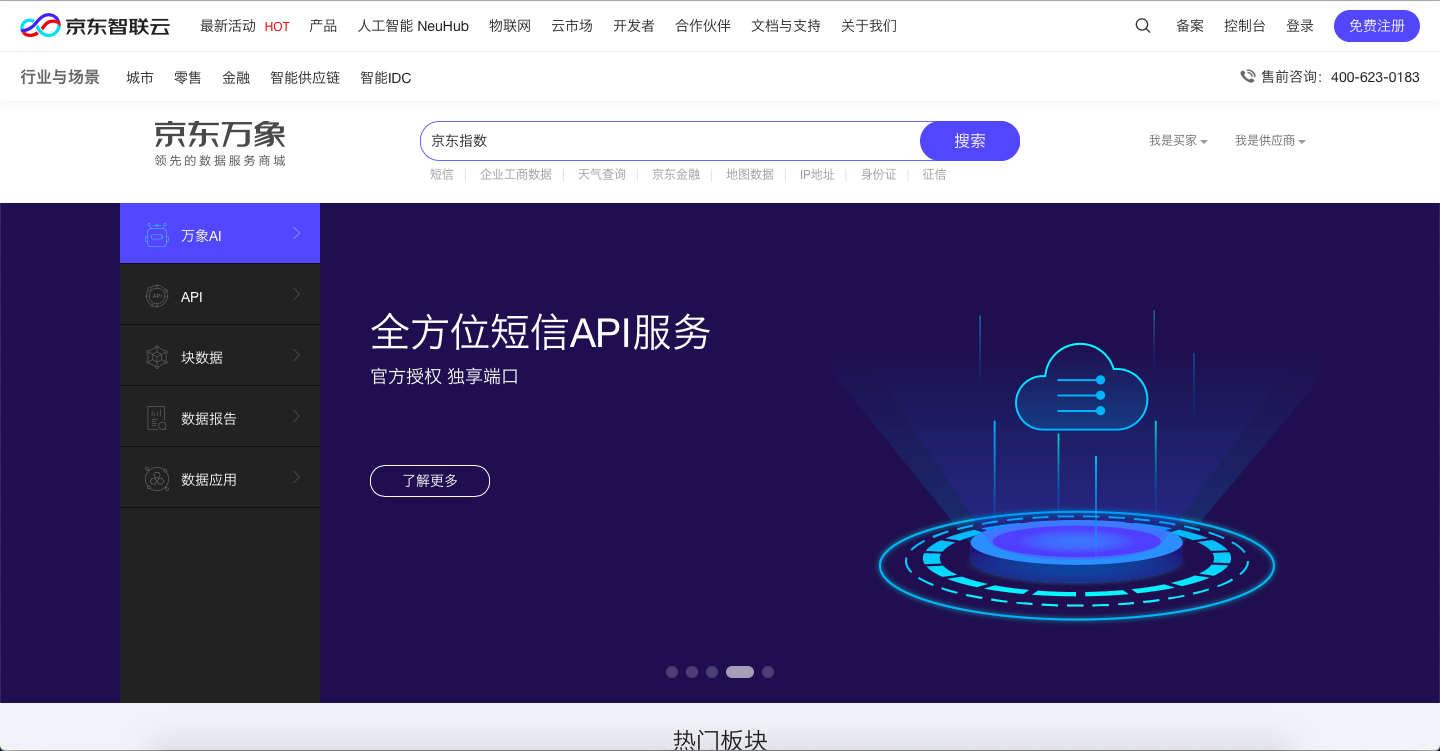 京东智联云 最新活动 HOT 产品 人工智能 NeuHub 物联网 云市场 开发者 合作伙伴 文档与支持 关于我们 备案 控制台 登录 免费注册
行业与场景 城市 零售 金融 智能供应链 智能IDC 售前咨询：400-623-0183
京东万象
领先的数据服务商城
京东指数 搜索 我是买家 我是供应商
短信 | 企业工商数据 | 天气查询 | 京东金融 | 地图数据 | IP地址 | 身份证 | 征信
万象AI
API
块数据
数据报告
数据应用
全方位短信API服务
官方授权 独享端口
了解更多
热门板块